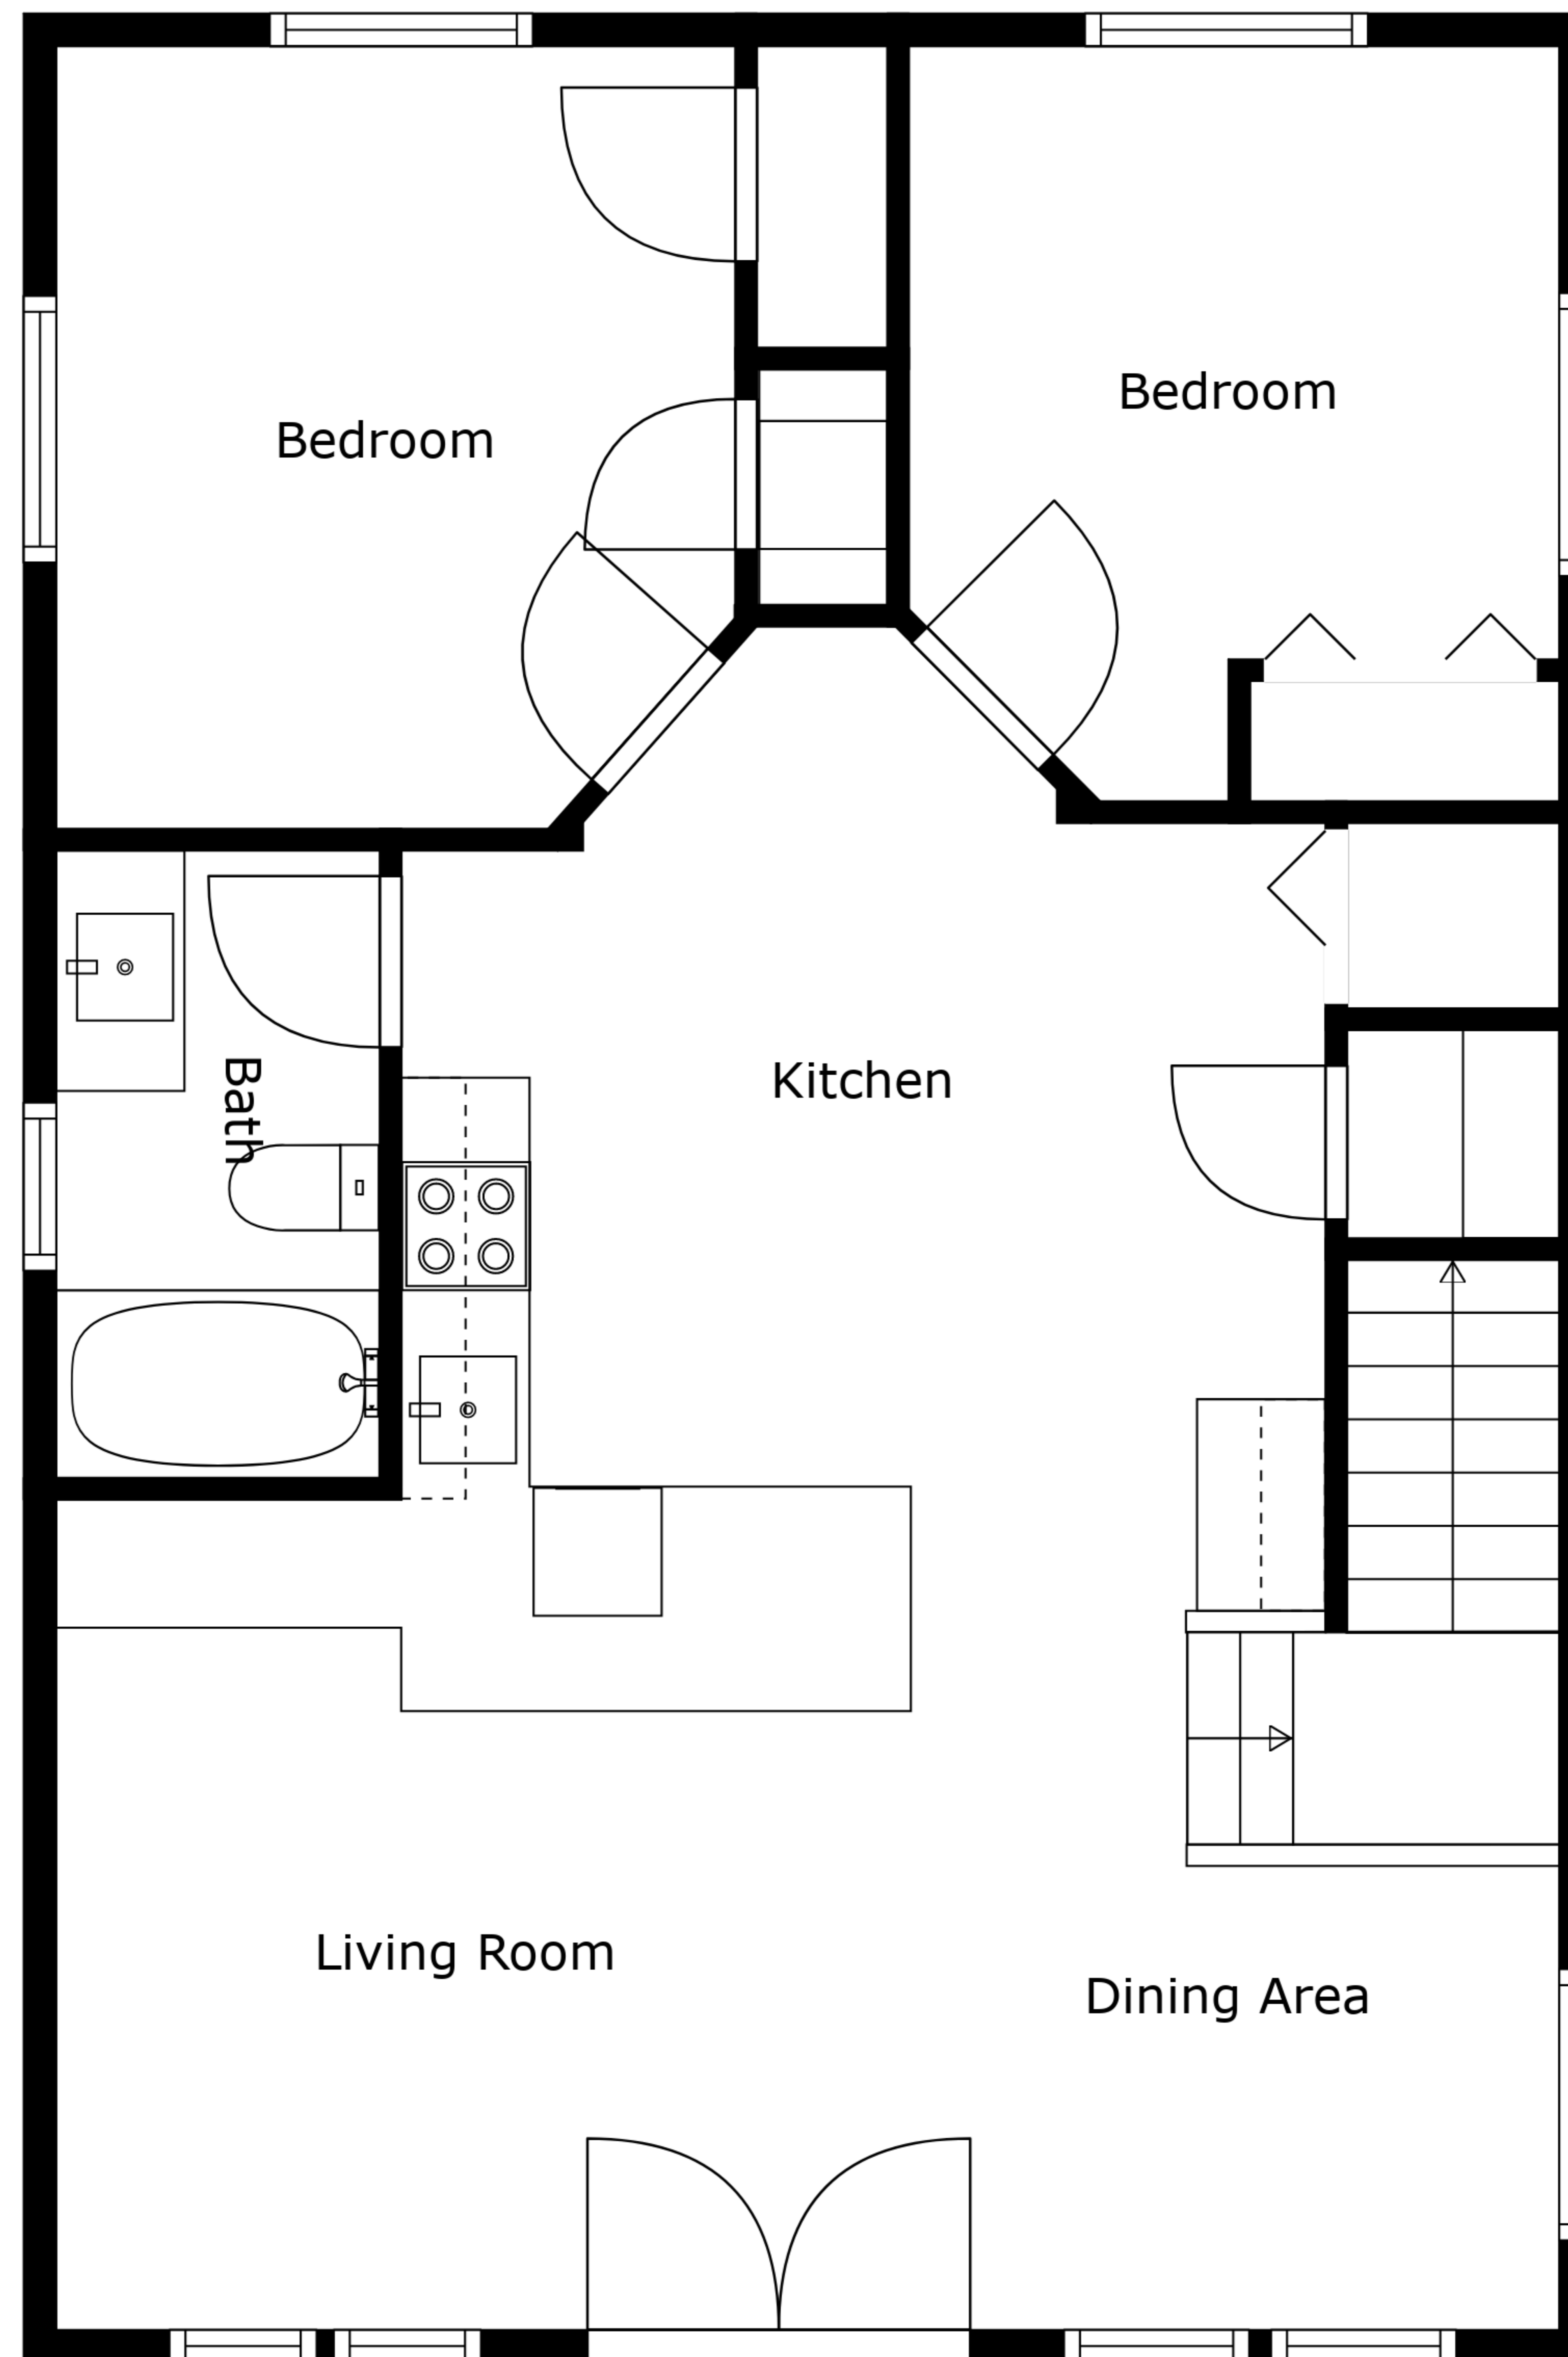 Bedroom
Bedroom
Bath
Kitchen
Living Room
Dining Area